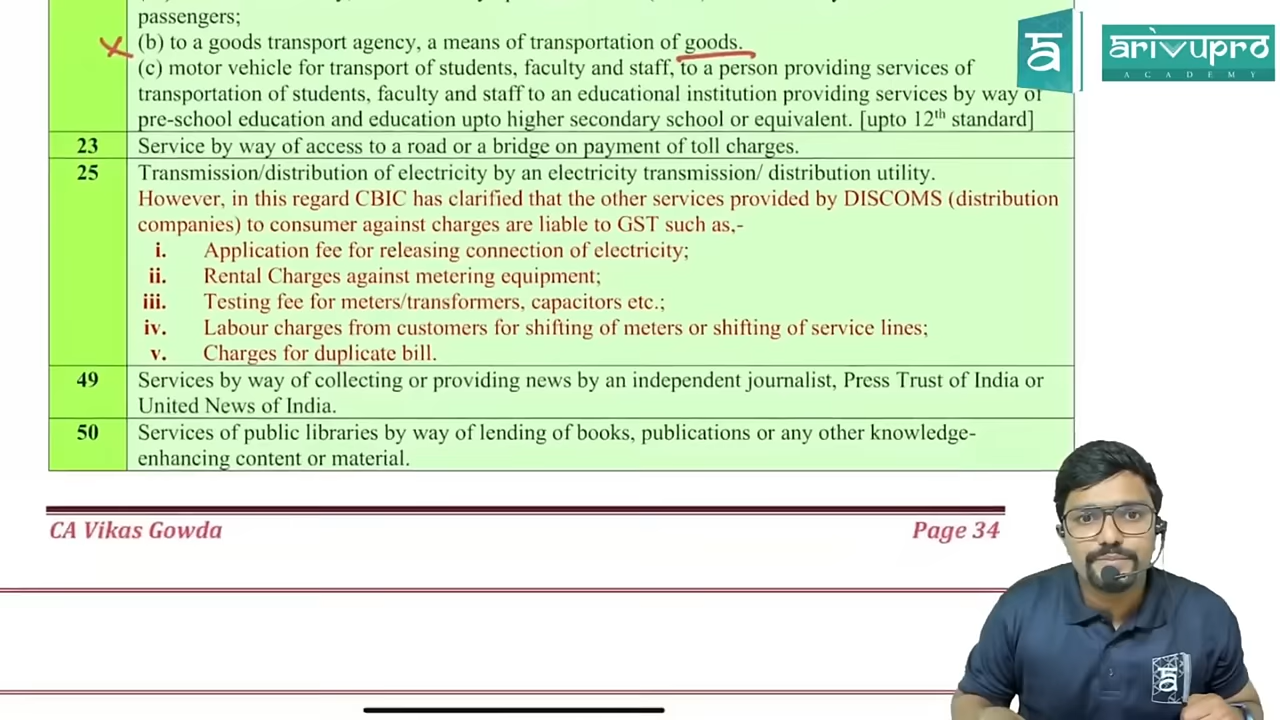 passengers;
(b) to a goods transport agency, a means of transportation of goods.
(c) motor vehicle for transport of students, faculty and staff, to a person providing services of
transportation of students, faculty and staff to an educational institution providing services by way of
pre-school education and education upto higher secondary school or equivalent. [upto 12th standard]
23 Service by way of access to a road or a bridge on payment of toll charges.
25 Transmission/distribution of electricity by an electricity transmission/ distribution utility.
However, in this regard CBIC has clarified that the other services provided by DISCOMS (distribution
companies) to consumer against charges are liable to GST such as,-
i. Application fee for releasing connection of electricity;
ii. Rental Charges against metering equipment;
iii. Testing fee for meters/transformers, capacitors etc.;
iv. Labour charges from customers for shifting of meters or shifting of service lines;
v. Charges for duplicate bill.
49 Services by way of collecting or providing news by an independent journalist, Press Trust of India or
United News of India.
50 Services of public libraries by way of lending of books, publications or any other knowledge-
enhancing content or material.
CA Vikas Gowda Page 34
arivupro
ACADEMY